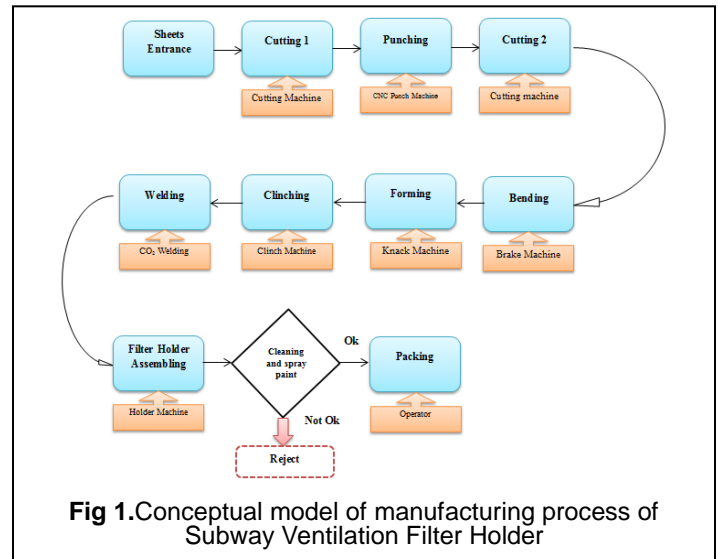 Sheets
Entrance
Cutting 1
Punching
Cutting 2
Cutting Machine
CNC Punch Machine
Cutting machine
Welding
Clinching
Forming
Bending
CO₂ Welding
Clinch Machine
Knack Machine
Brake Machine
Filter Holder
Assembling
Cleaning
and spray
paint
Ok
Packing
Holder Machine
Not Ok
Operator
Reject
Fig 1.Conceptual model of manufacturing process of
Subway Ventilation Filter Holder